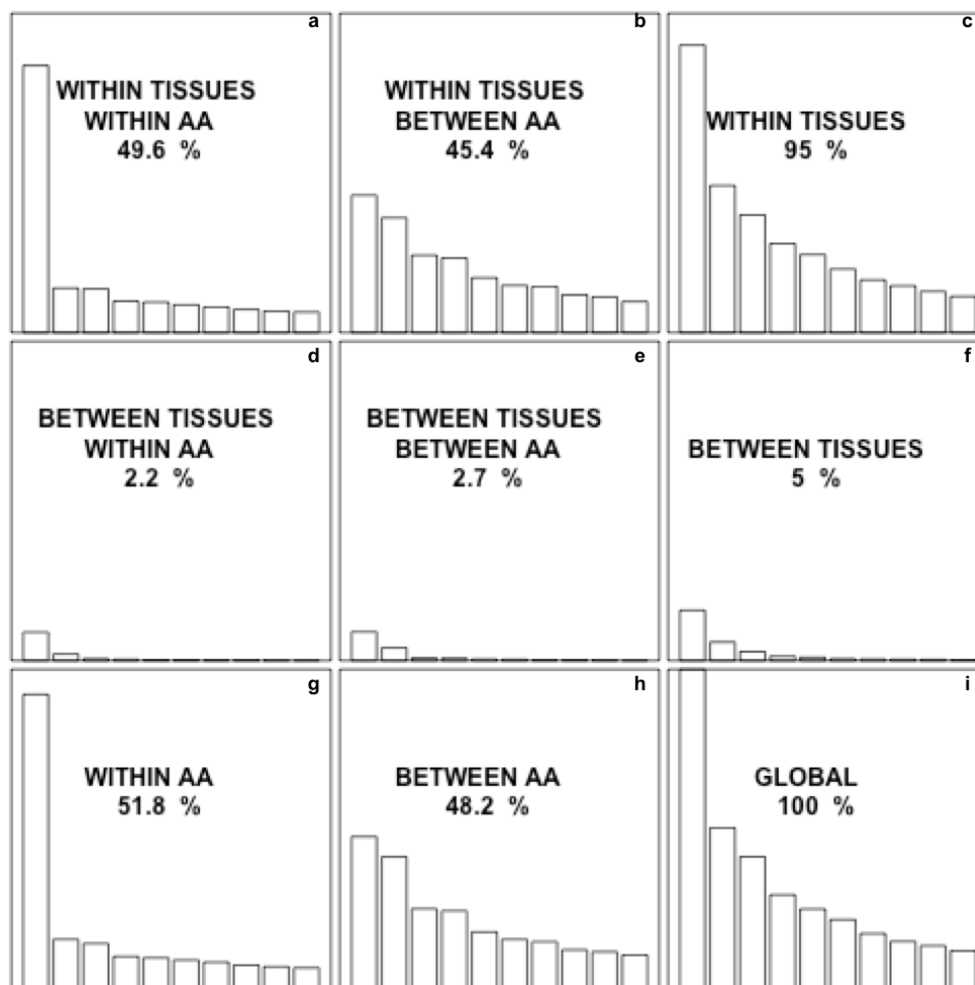 a
WITHIN TISSUES
WITHIN AA
49.6 %
b
WITHIN TISSUES
BETWEEN AA
45.4 %
c
WITHIN TISSUES
95 %
d
BETWEEN TISSUES
WITHIN AA
2.2 %
e
BETWEEN TISSUES
BETWEEN AA
2.7 %
f
BETWEEN TISSUES
5 %
g
WITHIN AA
51.8 %
h
BETWEEN AA
48.2 %
i
GLOBAL
100 %